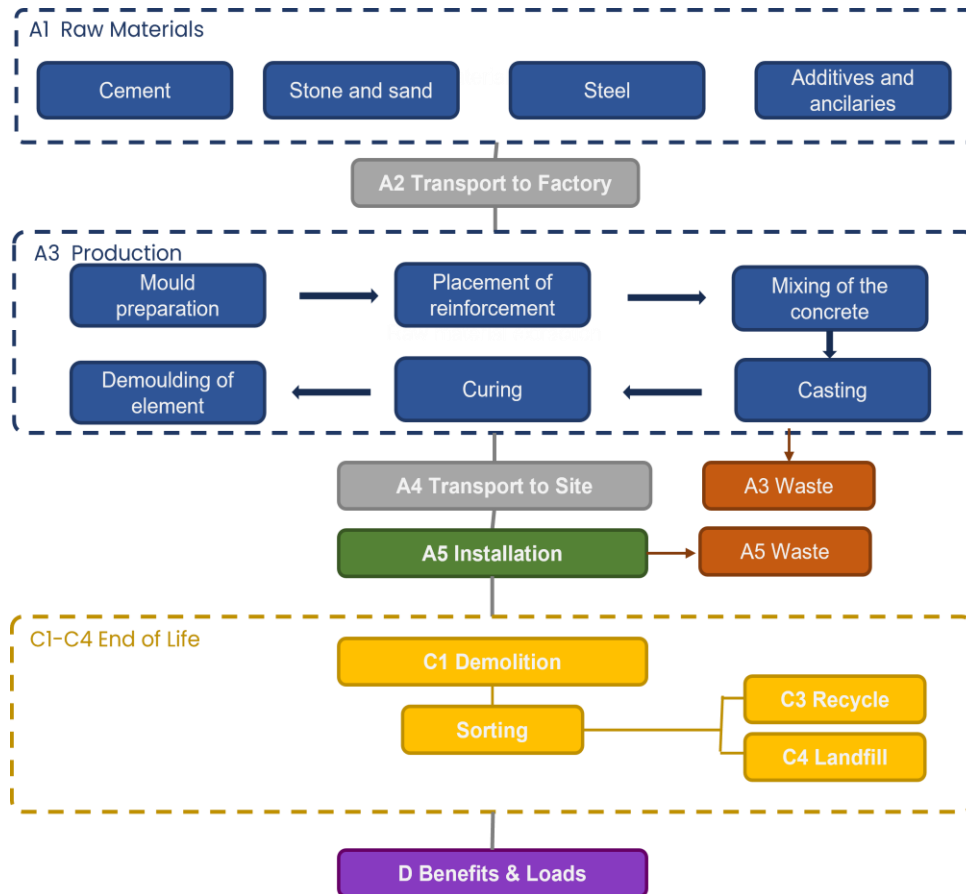 A1 Raw Materials
Cement
Stone and sand
Steel
Additives and
ancilaries
A2 Transport to Factory
A3 Production
Mould
preparation
Placement of
reinforcement
Mixing of the
concrete
Demoulding of
element
Curing
Casting
A4 Transport to Site
A3 Waste
A5 Installation
A5 Waste
C1-C4 End of Life
C1 Demolition
Sorting
C3 Recycle
C4 Landfill
D Benefits & Loads